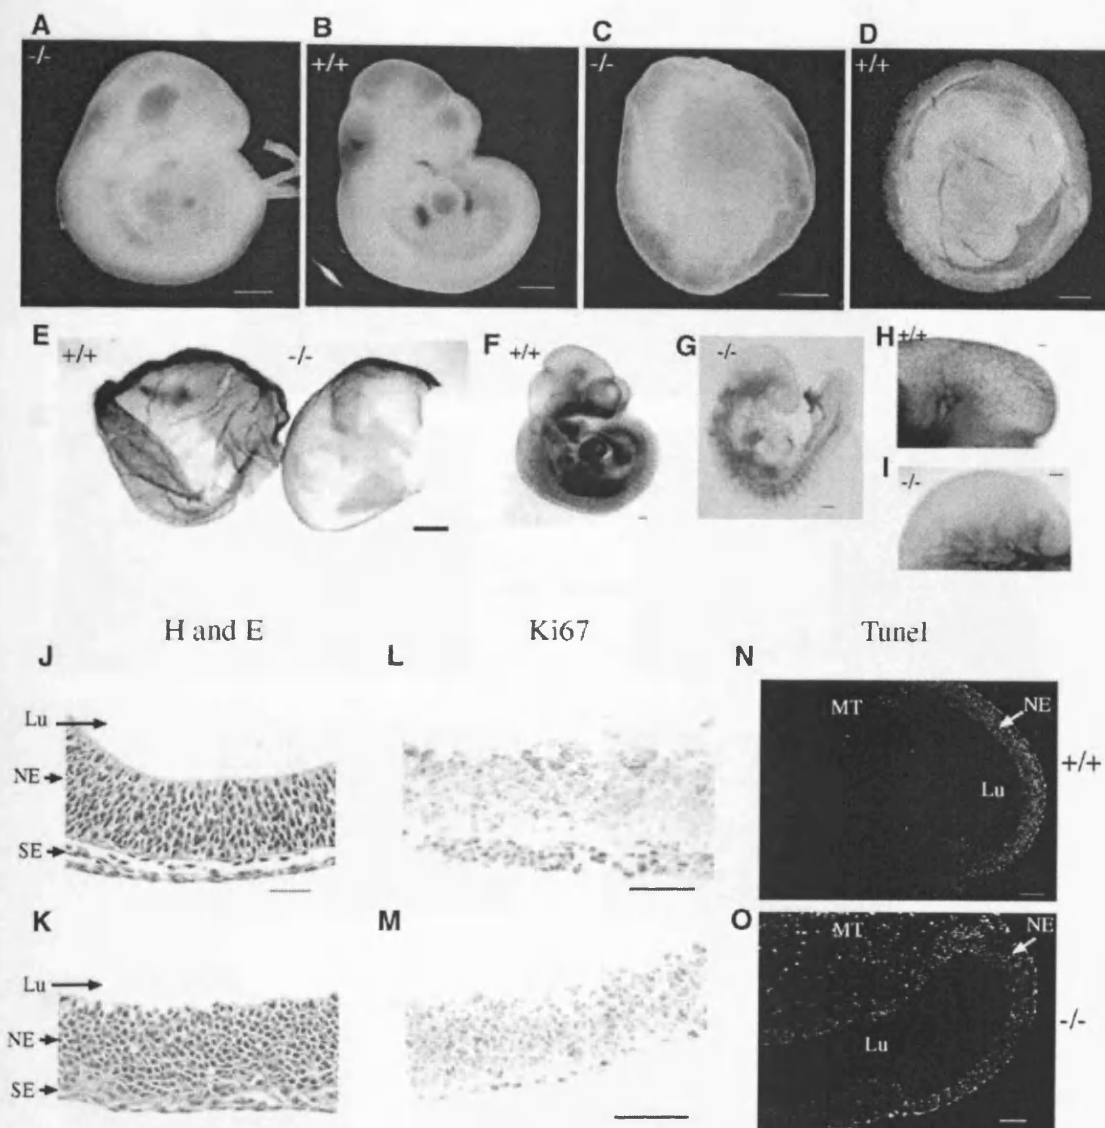 A
B
C
D
-/-
+/+
-/-
+/+
E
F
G
H
+/+
-/-
+/+
-/-
+/+
I
-/-
H and E
Ki67
Tunel
J
L
N
Lu
NE
SE
MT
NE
Lu
+/+
K
M
O
Lu
NE
SE
MT
NE
Lu
-/-